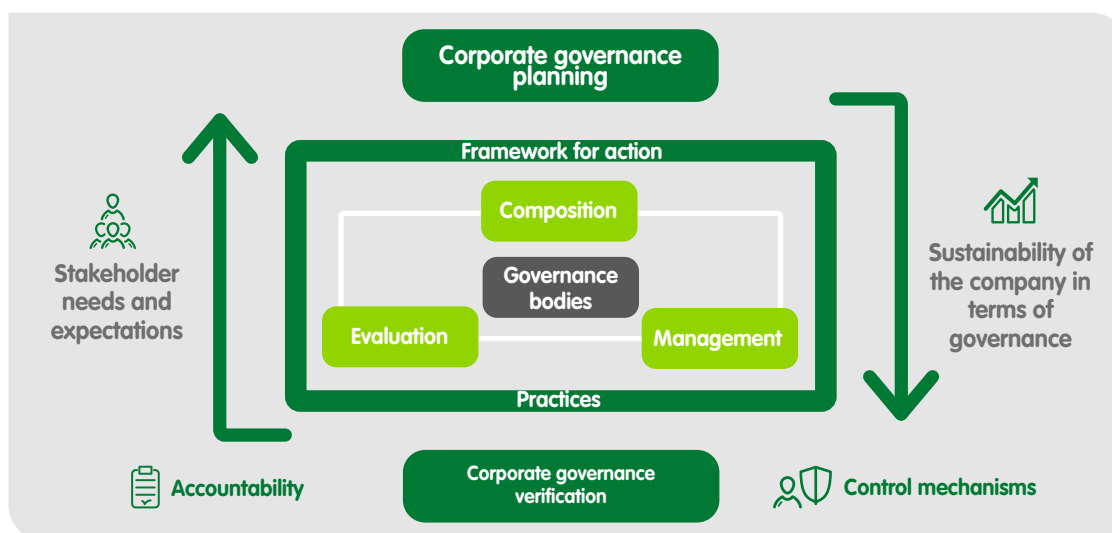 Corporate governance
planning
Framework for action
Composition
Governance
bodies
Evaluation
Management
Practices
Stakeholder
needs and
expectations
Sustainability of
the company in
terms of
governance
Accountability
Corporate governance
verification
Control mechanisms